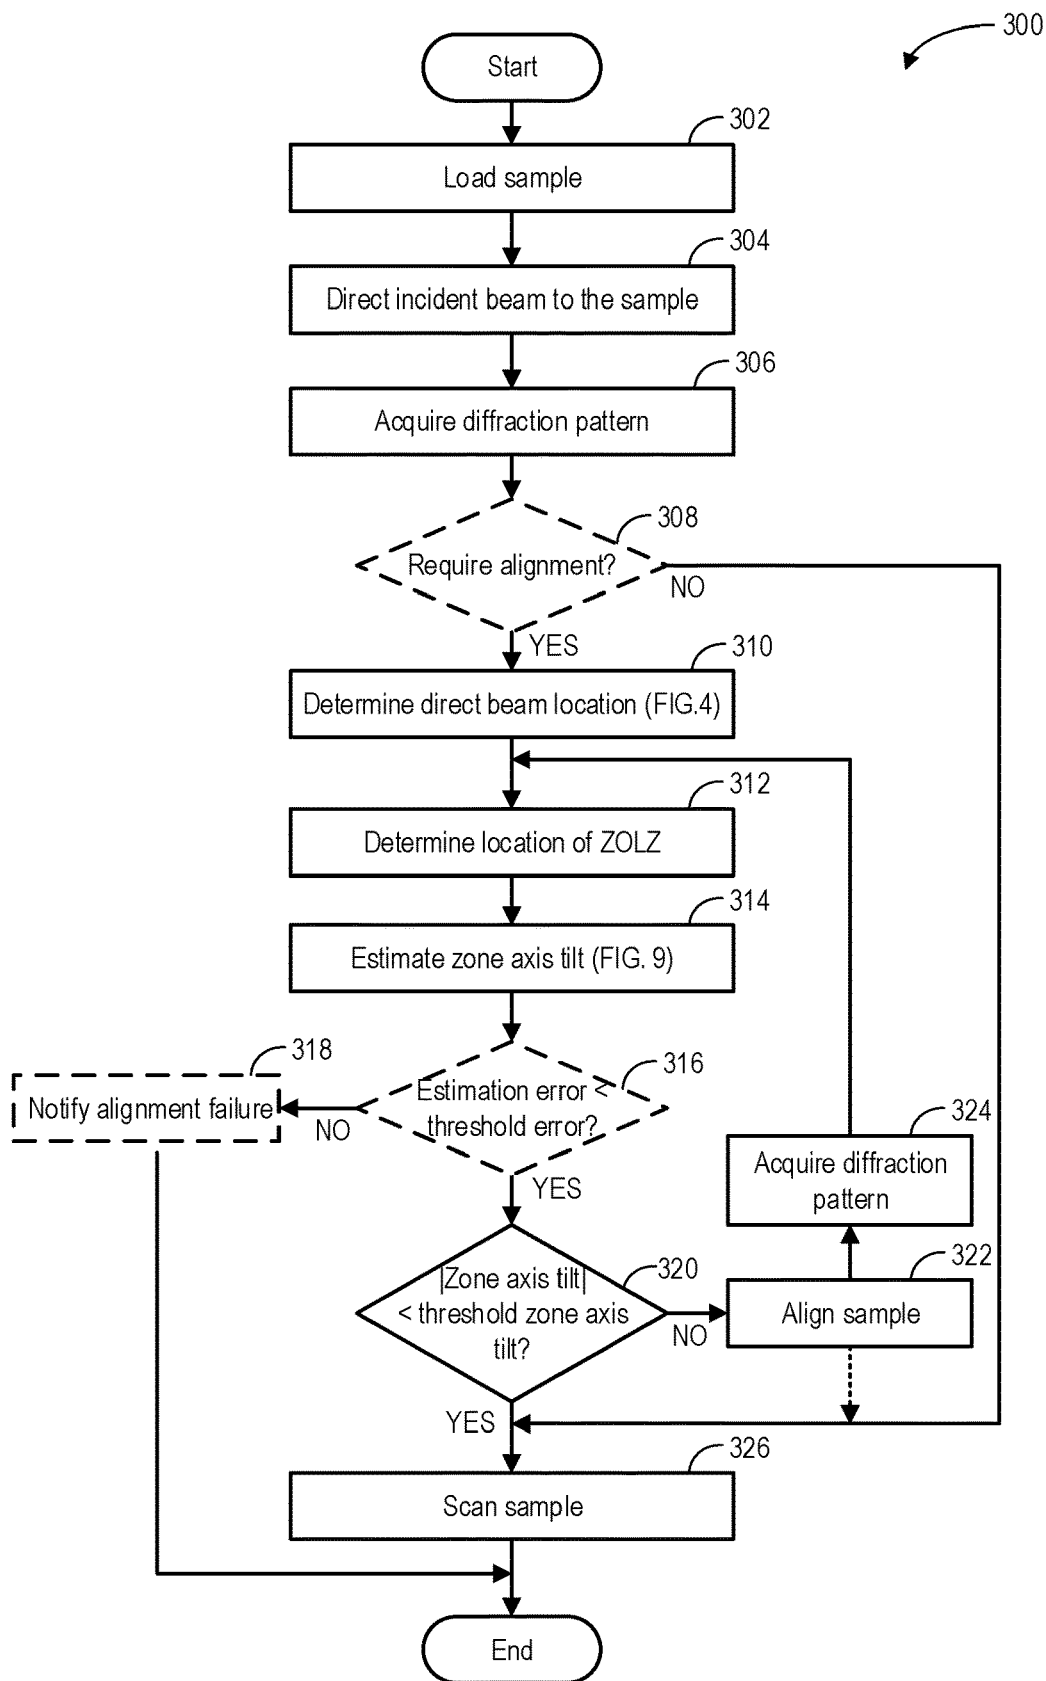 300
Start
302
Load sample
304
Direct incident beam to the sample
306
Acquire diffraction pattern
308
Require alignment?
NO
YES
310
Determine direct beam location (FIG.4)
312
Determine location of ZOLZ
314
Estimate zone axis tilt (FIG. 9)
318
Notify alignment failure
NO
316
Estimation error <
threshold error?
YES
324
Acquire diffraction
pattern
320
|Zone axis tilt|
< threshold zone axis
tilt?
NO
322
Align sample
YES
326
Scan sample
End